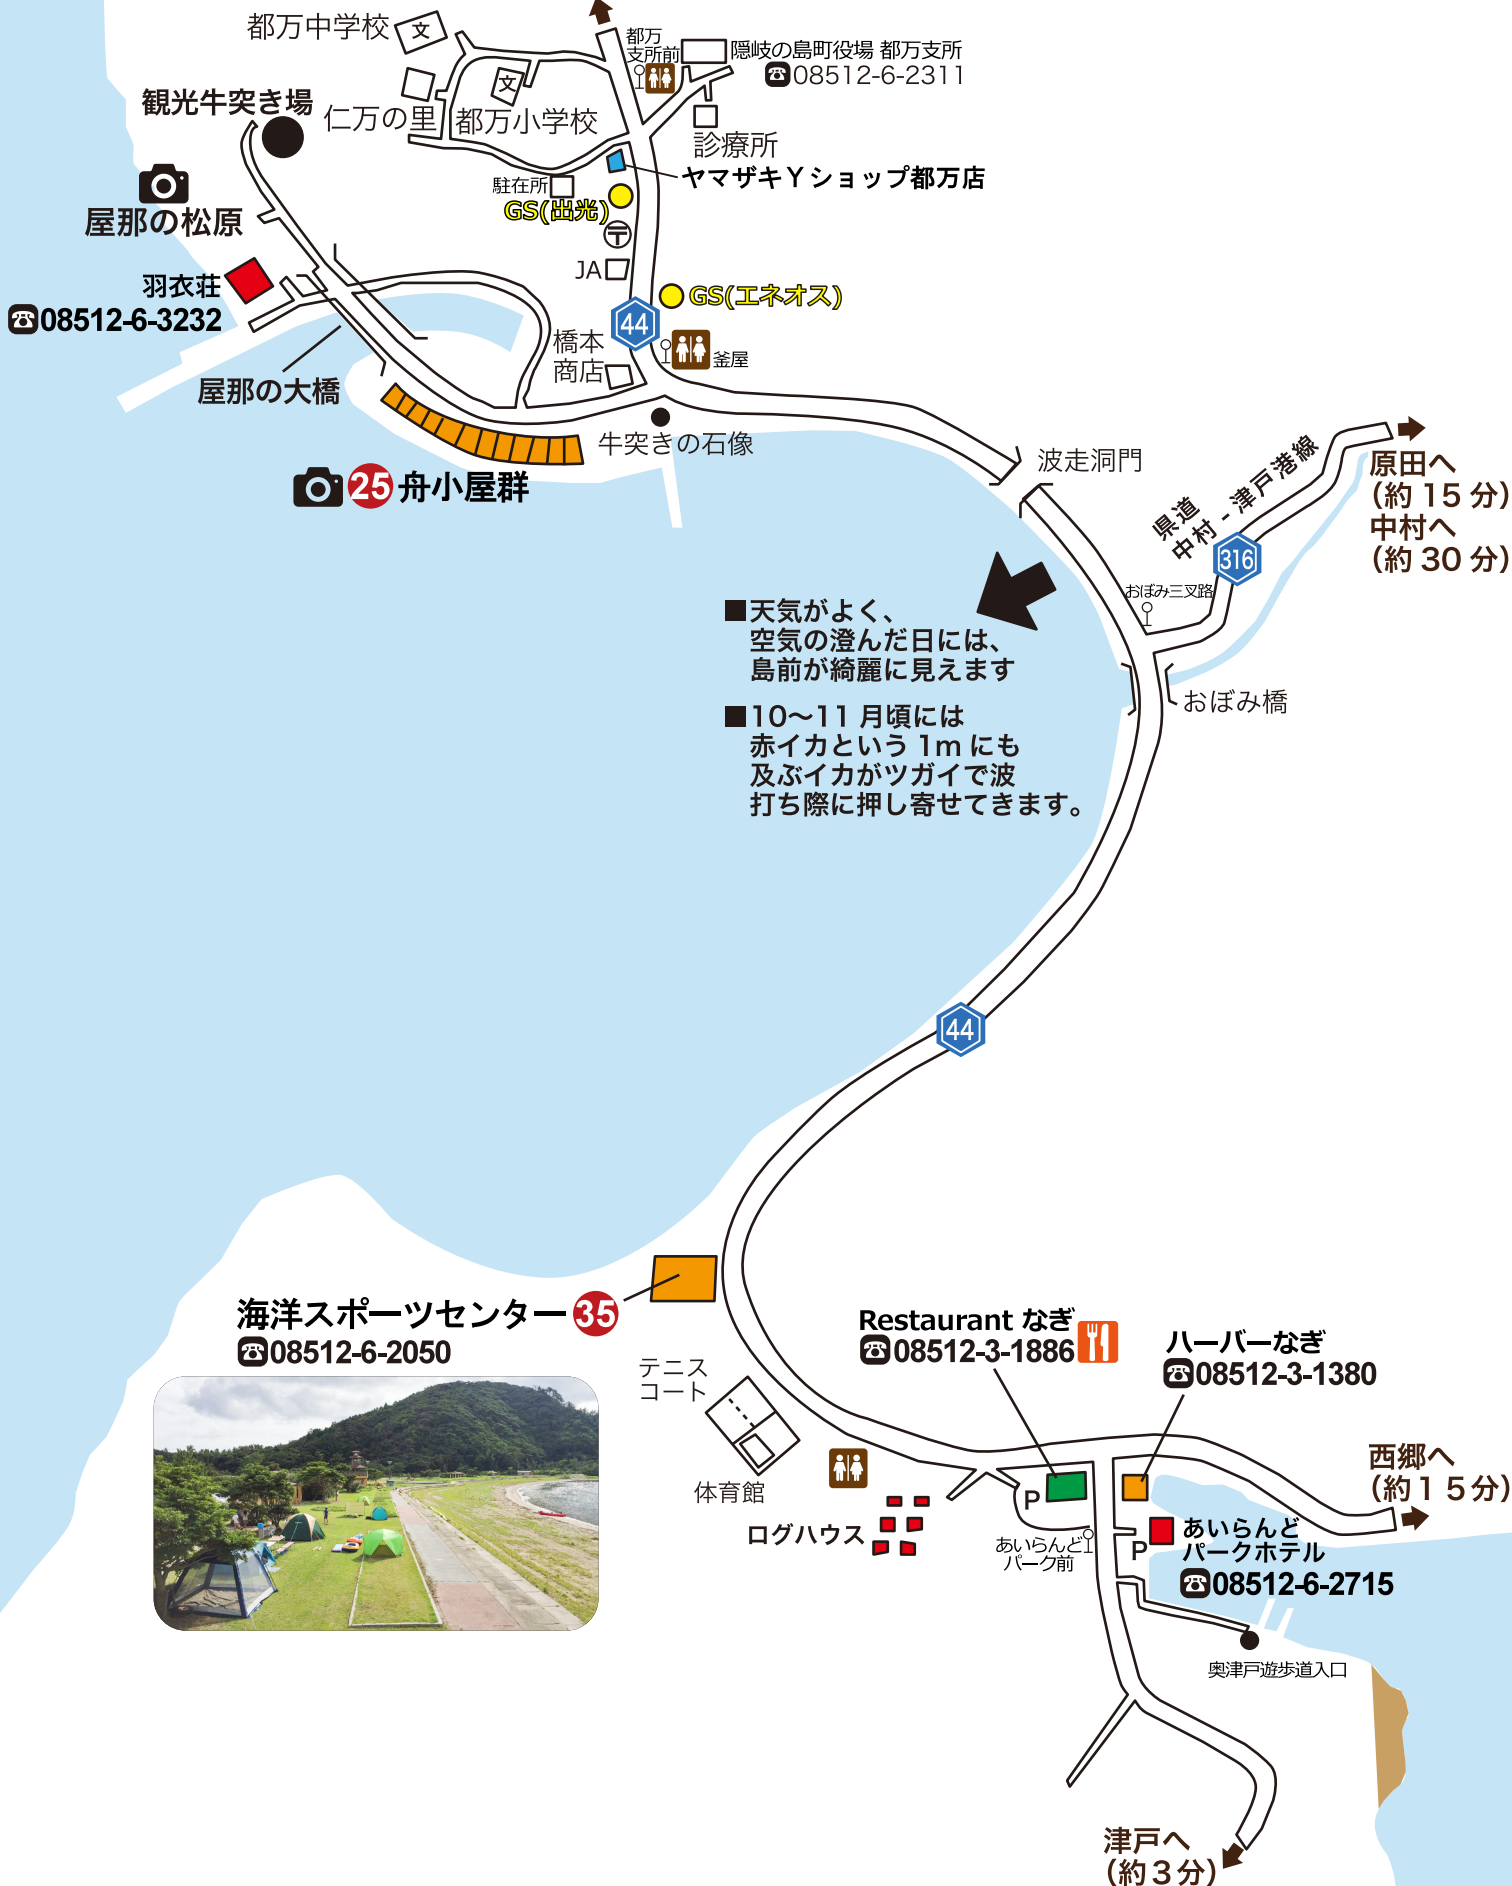 都万中学校
文
都万
支所前
隠岐の島町役場 都万支所
08512-6-2311
観光牛突き場
仁万の里
文
都万小学校
診療所
ヤマザキYショップ都万店
駐在所
GS(出光)
屋那の松原
〒
JA
羽衣荘
08512-6-3232
GS(エネオス)
44
橋本
商店
釜屋
屋那の大橋
牛突きの石像
25 舟小屋群
波走洞門
県道
中村-津戸港線
原田へ
(約15分)
中村へ
(約30分)
316
おぼみ三叉路
おぼみ橋
■天気がよく、
空気の澄んだ日には、
島前が綺麗に見えます
■10〜11月頃には
赤イカという1mにも
及ぶイカがツガイで波
打ち際に押し寄せてきます。
44
海洋スポーツセンター 35
08512-6-2050
テニス
コート
体育館
ログハウス
Restaurant なぎ
08512-3-1886
ハーバーなぎ
08512-3-1380
西郷へ
(約15分)
P
あいらんど
パーク前
P
あいらんど
パークホテル
08512-6-2715
奥津戸遊歩道入口
津戸へ
(約3分)